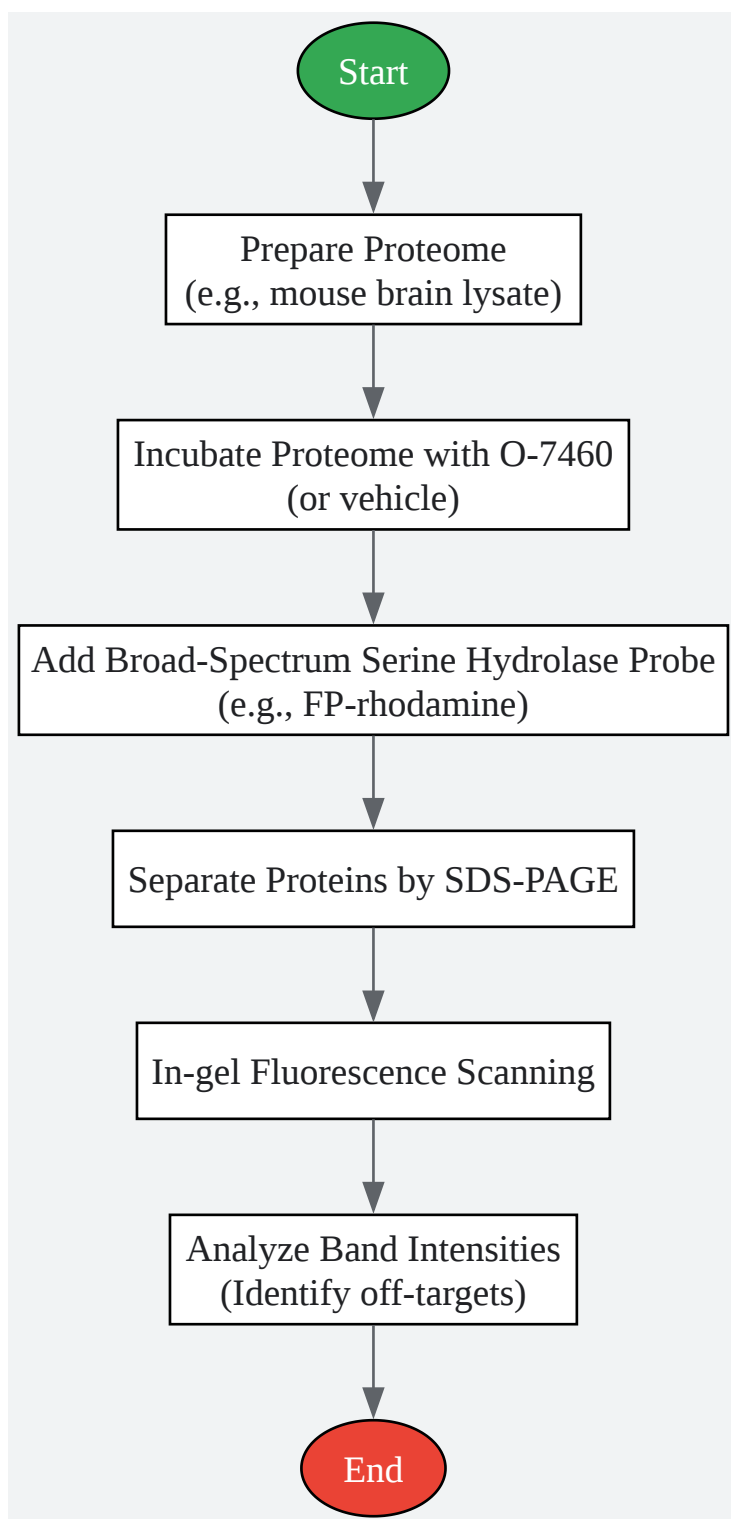 Start
Prepare Proteome
(e.g., mouse brain lysate)
Incubate Proteome with O-7460
(or vehicle)
Add Broad-Spectrum Serine Hydrolase Probe
(e.g., FP-rhodamine)
Separate Proteins by SDS-PAGE
In-gel Fluorescence Scanning
Analyze Band Intensities
(Identify off-targets)
End